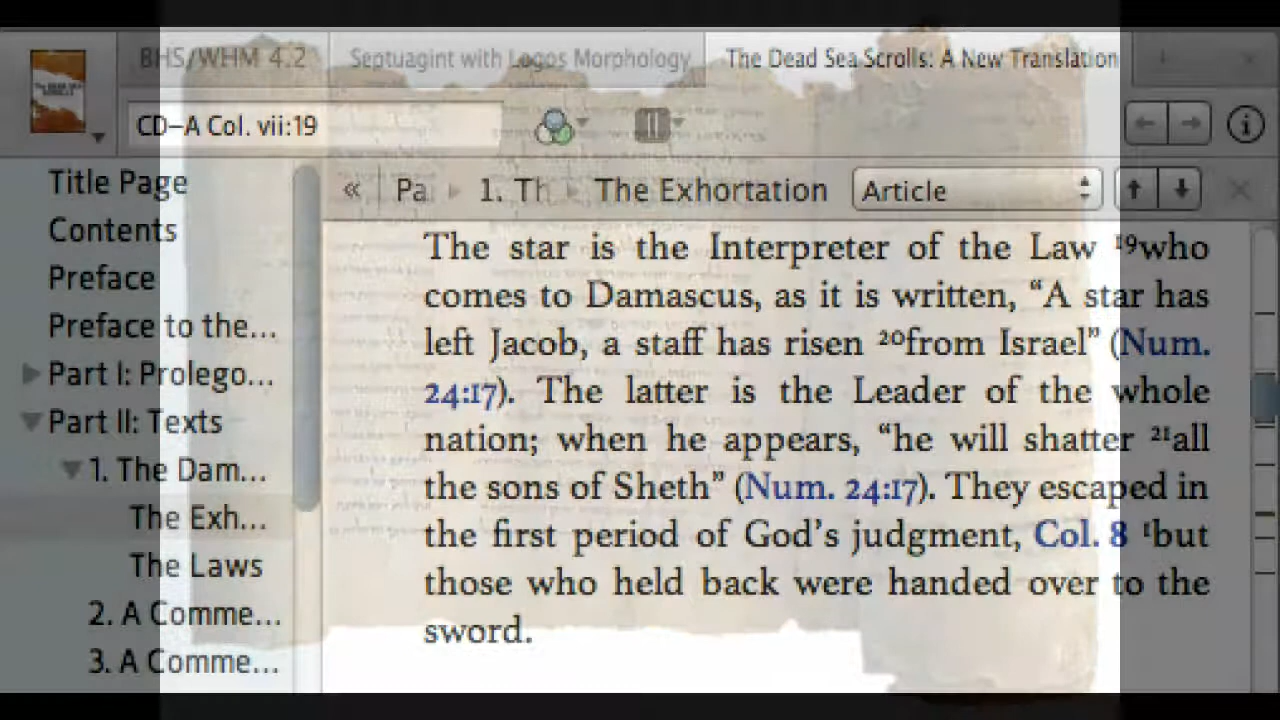 BHS/WHM 4.2
Septuagint with Logos Morphology
The Dead Sea Scrolls: A New Translation
CD–A Col. vii:19
Title Page
Contents
Preface
Preface to the...
Part I: Prolego...
Part II: Texts
1. The Dam...
The Exh...
The Laws
2. A Comme...
3. A Comme...
« Pa 1. Th The Exhortation Article
The star is the Interpreter of the Law ¹⁹who
comes to Damascus, as it is written, “A star has
left Jacob, a staff has risen ²⁰from Israel” (Num.
24:17). The latter is the Leader of the whole
nation; when he appears, “he will shatter ²¹all
the sons of Sheth” (Num. 24:17). They escaped in
the first period of God’s judgment, Col. 8 ¹but
those who held back were handed over to the
sword.